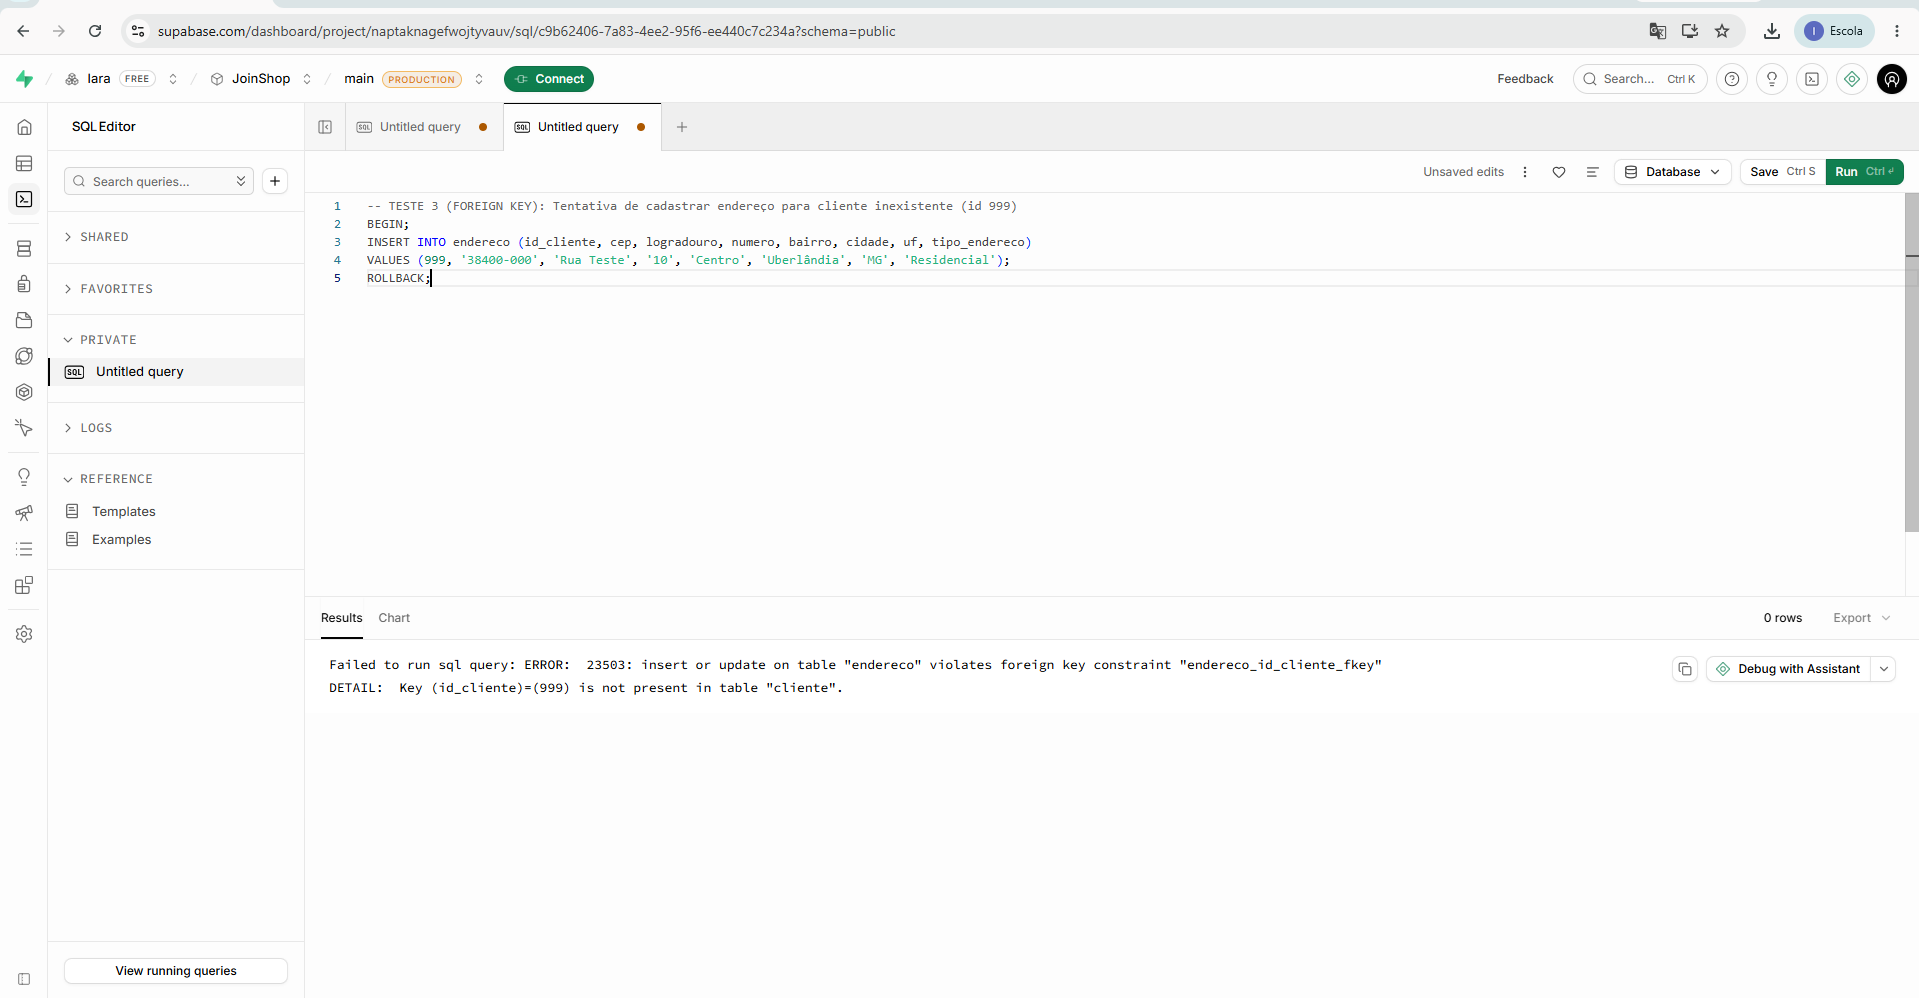 supabase.com/dashboard/project/naptaknagefwojtyvauv/sql/c9b62406-7a83-4ee2-95f6-ee440c7c234a?schema=public
I Escola
Iara FREE JoinShop main PRODUCTION Connect
Feedback Search... Ctrl K
SQL Editor
SQL Untitled query
SQL Untitled query
Search queries...
Unsaved edits Database Save Ctrl S Run Ctrl ↵
SHARED
FAVORITES
PRIVATE
SQL Untitled query
LOGS
REFERENCE
Templates
Examples
View running queries
1 -- TESTE 3 (FOREIGN KEY): Tentativa de cadastrar endereço para cliente inexistente (id 999)
2 BEGIN;
3 INSERT INTO endereco (id_cliente, cep, logradouro, numero, bairro, cidade, uf, tipo_endereco)
4 VALUES (999, '38400-000', 'Rua Teste', '10', 'Centro', 'Uberlândia', 'MG', 'Residencial');
5 ROLLBACK;
Results Chart 0 rows Export
Failed to run sql query: ERROR: 23503: insert or update on table "endereco" violates foreign key constraint "endereco_id_cliente_fkey"
DETAIL: Key (id_cliente)=(999) is not present in table "cliente".
Debug with Assistant